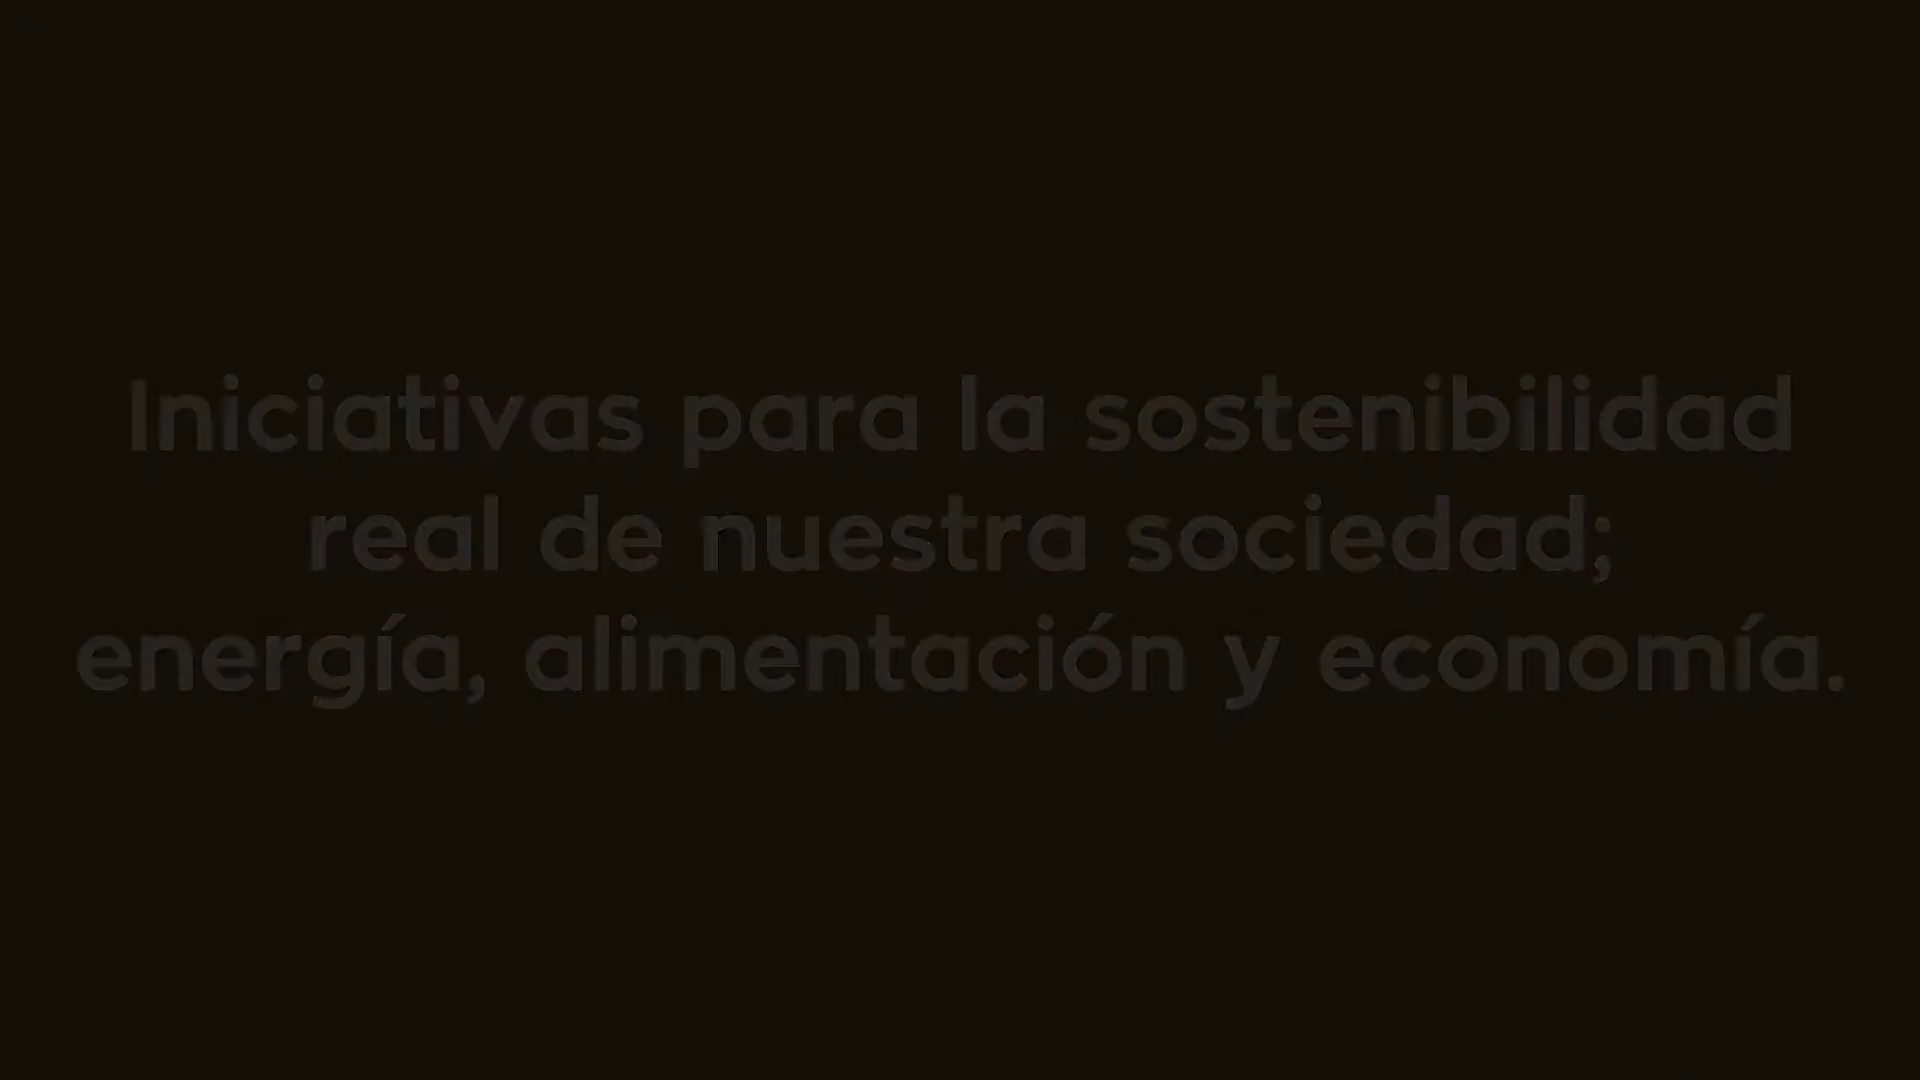 Iniciativas para la sostenibilidad
real de nuestra sociedad;
energía, alimentación y economía.